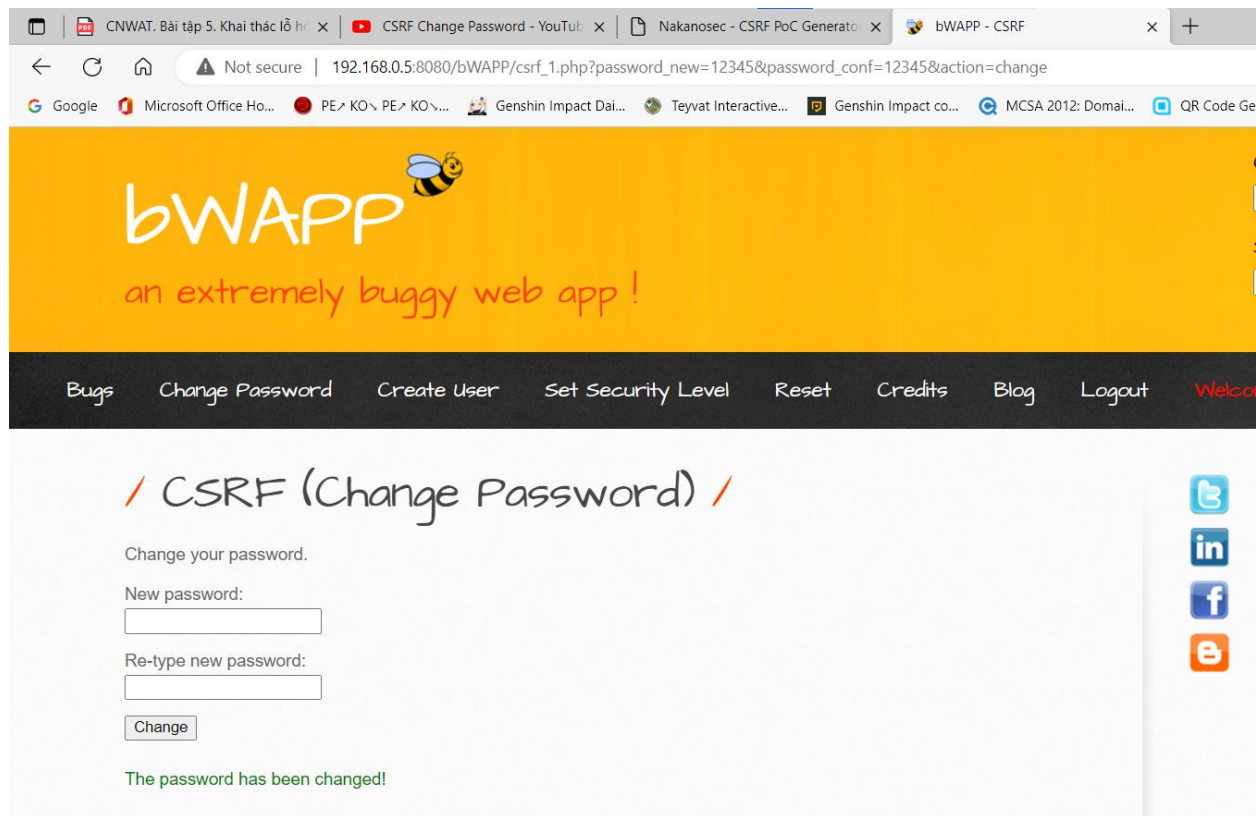 CNWAT. Bài tập 5. Khai thác lỗ hổ
CSRF Change Password - YouTub
Nakanosec - CSRF PoC Generato
bWAPP - CSRF
Not secure | 192.168.0.5:8080/bWAPP/csrf_1.php?password_new=12345&password_conf=12345&action=change
Google Microsoft Office Ho... PE↗ KO↘ PE↗ KO↘... Genshin Impact Dai... Teyvat Interactive... Genshin Impact co... MCSA 2012: Domai... QR Code Ge
bWAPP
an extremely buggy web app !
Bugs Change Password Create User Set Security Level Reset Credits Blog Logout Welco
/ CSRF (Change Password) /
Change your password.
New password:
Re-type new password:
Change
The password has been changed!